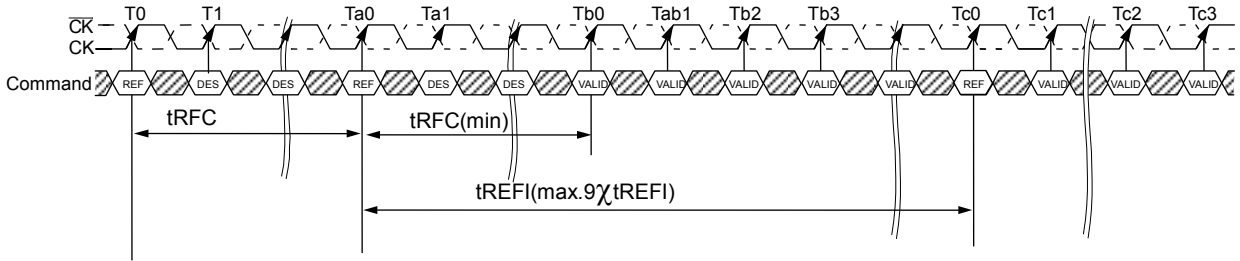 T0 T1 Ta0 Ta1 Tb0 Tab1 Tb2 Tb3 Tc0 Tc1 Tc2 Tc3
CK
CK
Command REF DES DES REF DES DES VALID VALID VALID VALID VALID REF VALID VALID VALID
tRFC tRFC(min)
tREFI(max.9χtREFI)